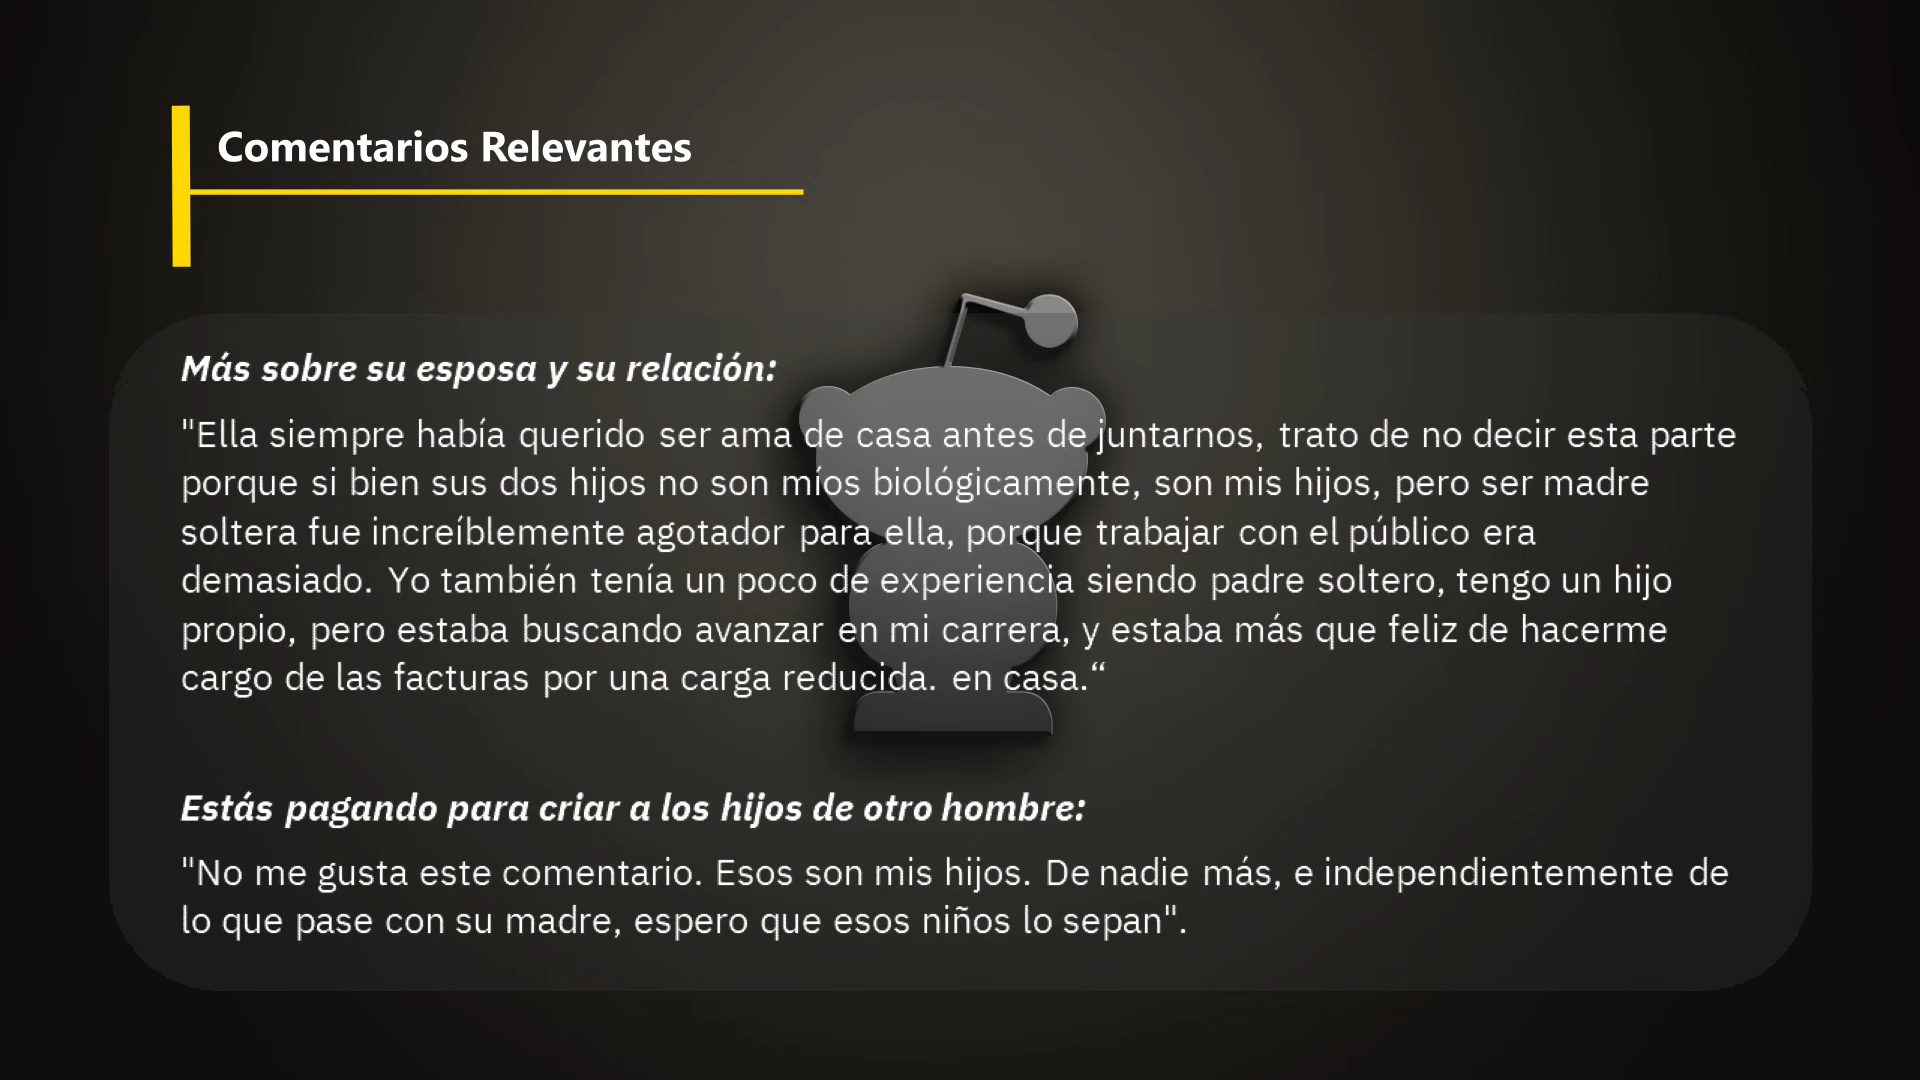 Comentarios Relevantes
Más sobre su esposa y su relación:
"Ella siempre había querido ser ama de casa antes de juntarnos, trato de no decir esta parte
porque si bien sus dos hijos no son míos biológicamente, son mis hijos, pero ser madre
soltera fue increíblemente agotador para ella, porque trabajar con el público era
demasiado. Yo también tenía un poco de experiencia siendo padre soltero, tengo un hijo
propio, pero estaba buscando avanzar en mi carrera, y estaba más que feliz de hacerme
cargo de las facturas por una carga reducida. en casa.“
Estás pagando para criar a los hijos de otro hombre:
"No me gusta este comentario. Esos son mis hijos. De nadie más, e independientemente de
lo que pase con su madre, espero que esos niños lo sepan".